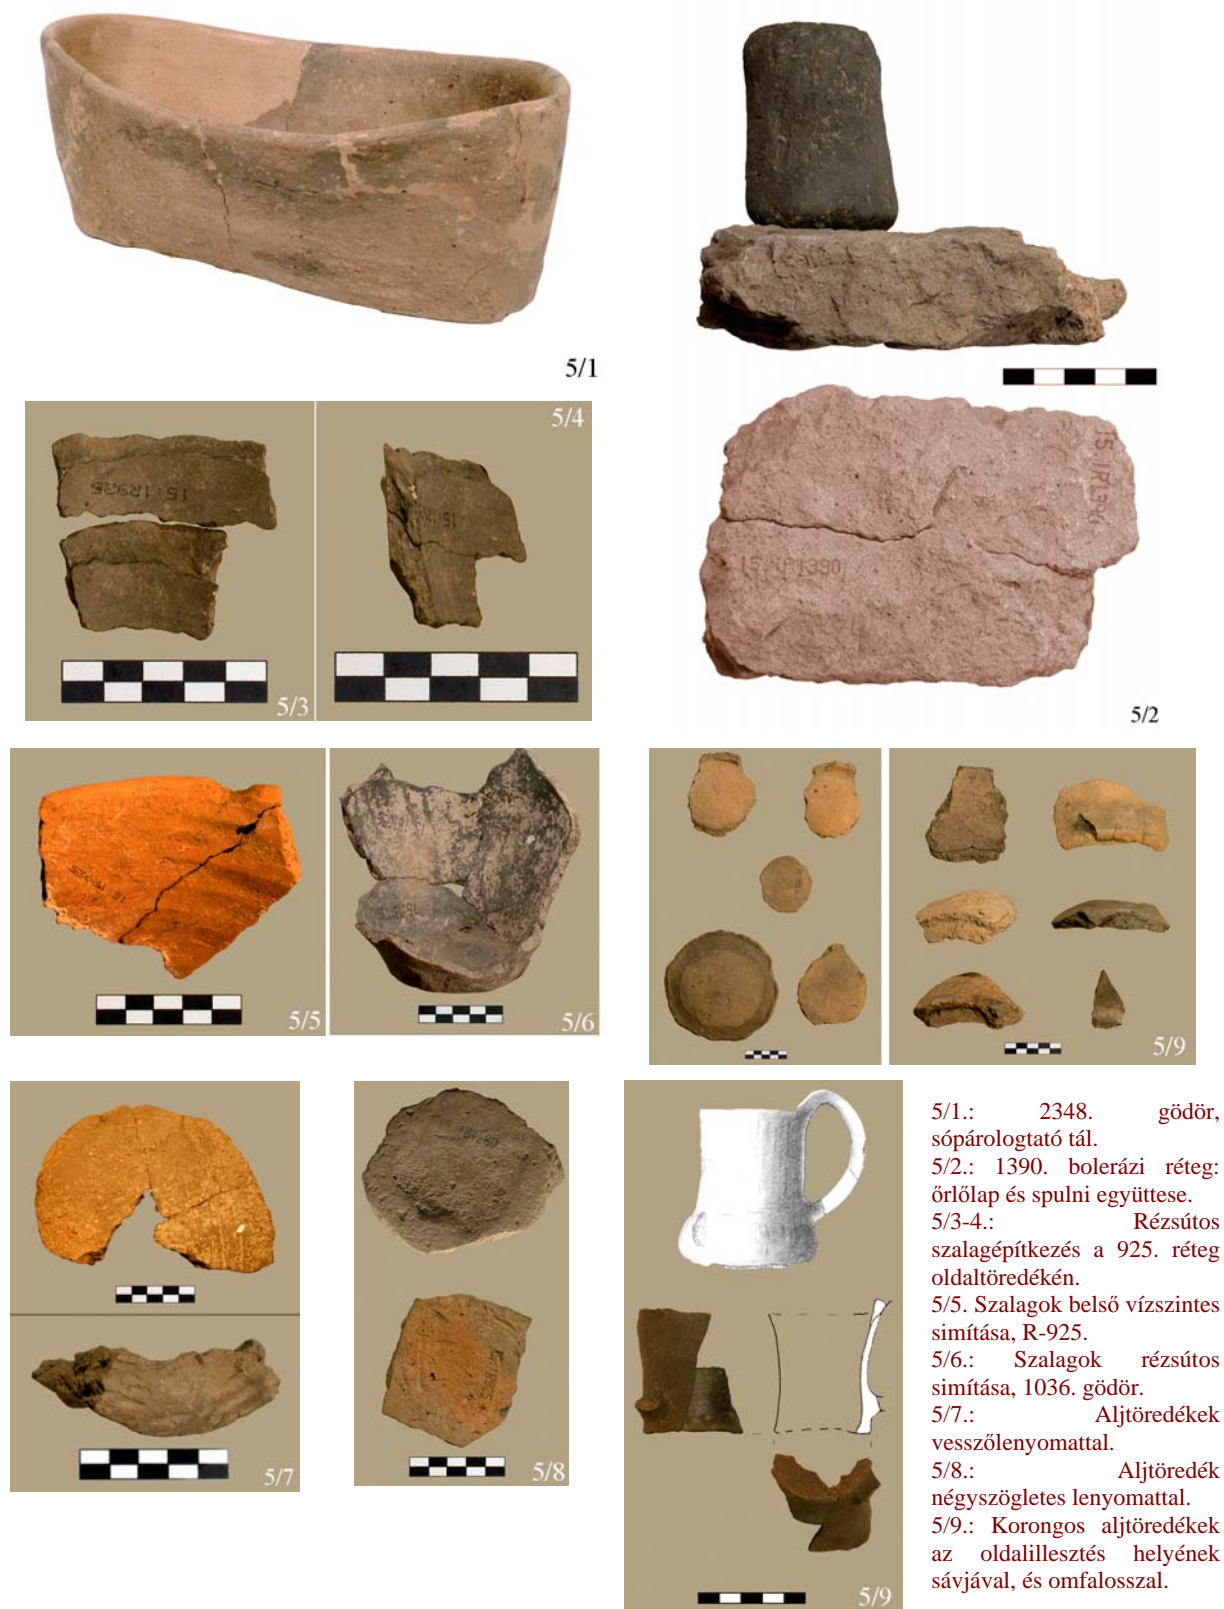 5/1
5/4
15.1R925
5/3
15.1R1390
5/2
5/5
5/6
5/9
5/7
5/8
5/9
5/1.: 2348. gödör,
sópárologtató tál.
5/2.: 1390. bolerázi réteg:
őrlőlap és spulni együttese.
5/3-4.: Rézsútos
szalagépítkezés a 925. réteg
oldaltöredékén.
5/5. Szalagok belső vízszintes
simítása, R-925.
5/6.: Szalagok rézsútos
simítása, 1036. gödör.
5/7.: Aljtöredékek
vesszőlenyomattal.
5/8.: Aljtöredék
négyszögletes lenyomattal.
5/9.: Korongos aljtöredékek
az oldalillesztés helyének
sávjával, és omfalosszal.